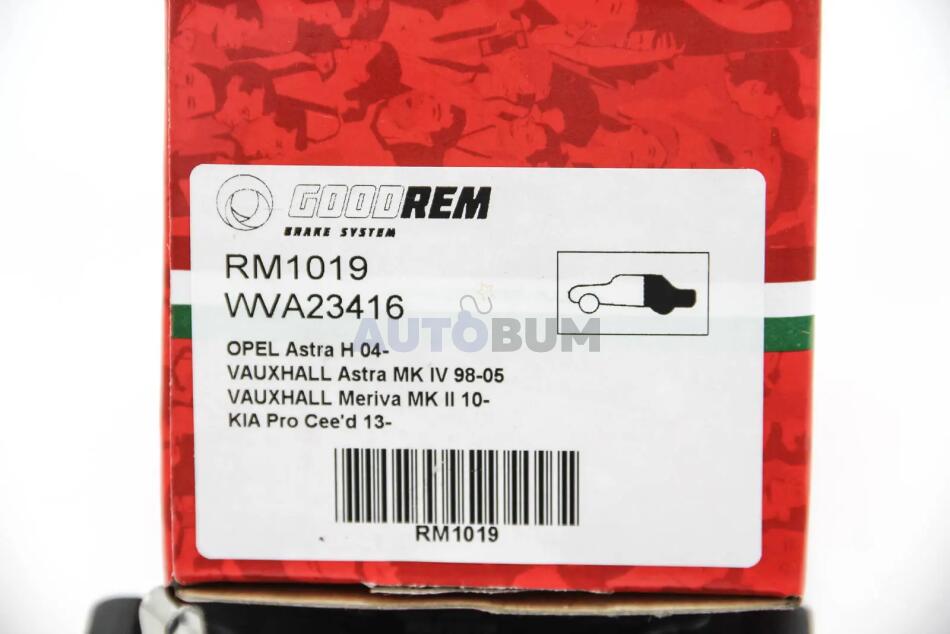 GOODREM
BRAKE SYSTEM
RM1019
WVA23416
AUTOBUM
OPEL Astra H 04-
VAUXHALL Astra MK IV 98-05
VAUXHALL Meriva MK II 10-
KIA Pro Cee'd 13-
RM1019